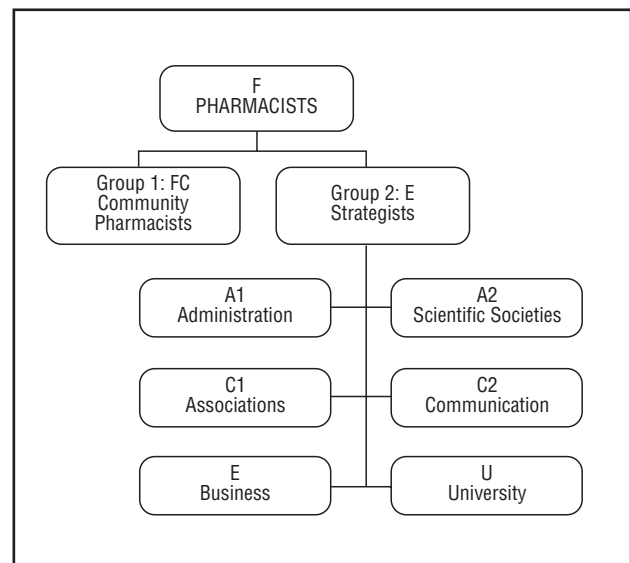 F
PHARMACISTS
Group 1: FC
Community
Pharmacists
Group 2: E
Strategists
A1
Administration
A2
Scientific Societies
C1
Associations
C2
Communication
E
Business
U
University